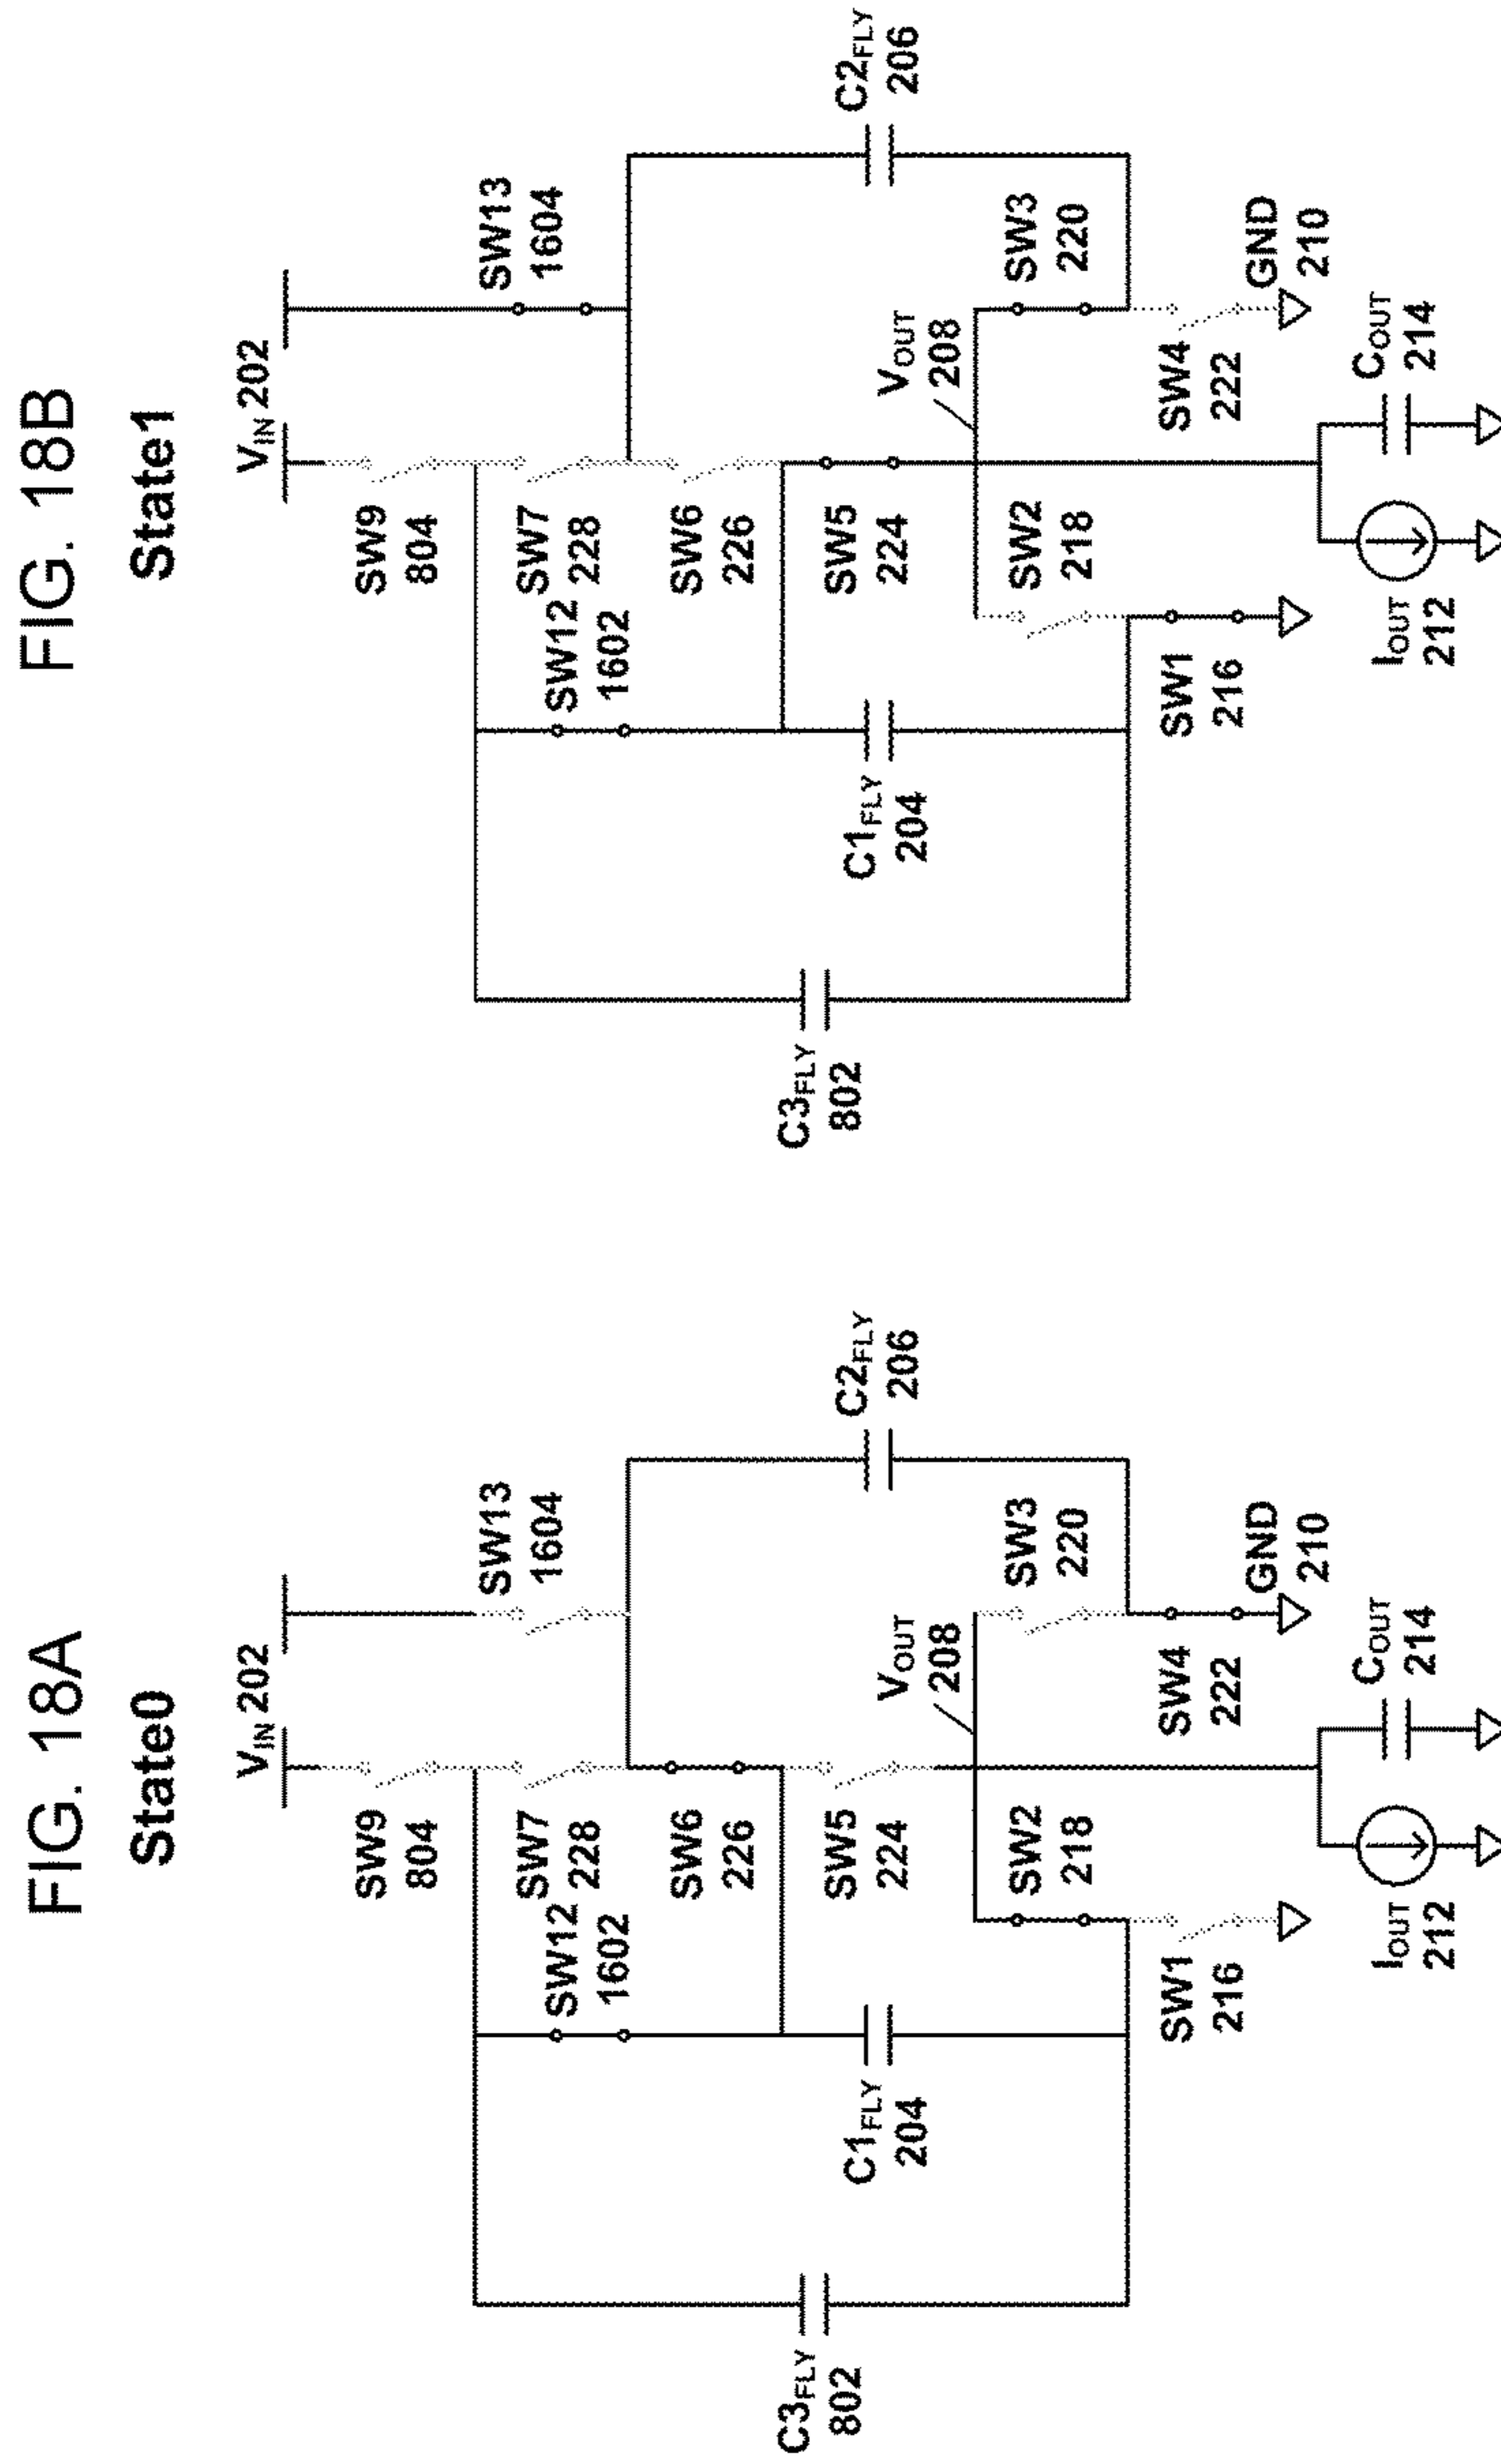 FIG. 18A
State0
V_IN 202
SW9
804
SW13
1604
SW7
228
SW12
1602
SW6
226
C3_FLY
802
C1_FLY
204
SW5
224
V_OUT
208
C2_FLY
206
SW2
218
SW3
220
SW1
216
SW4
222
GND
210
I_OUT
212
C_OUT
214
FIG. 18B
State1
V_IN 202
SW9
804
SW13
1604
SW7
228
SW12
1602
SW6
226
C3_FLY
802
C1_FLY
204
SW5
224
V_OUT
208
C2_FLY
206
SW2
218
SW3
220
SW1
216
SW4
222
GND
210
I_OUT
212
C_OUT
214